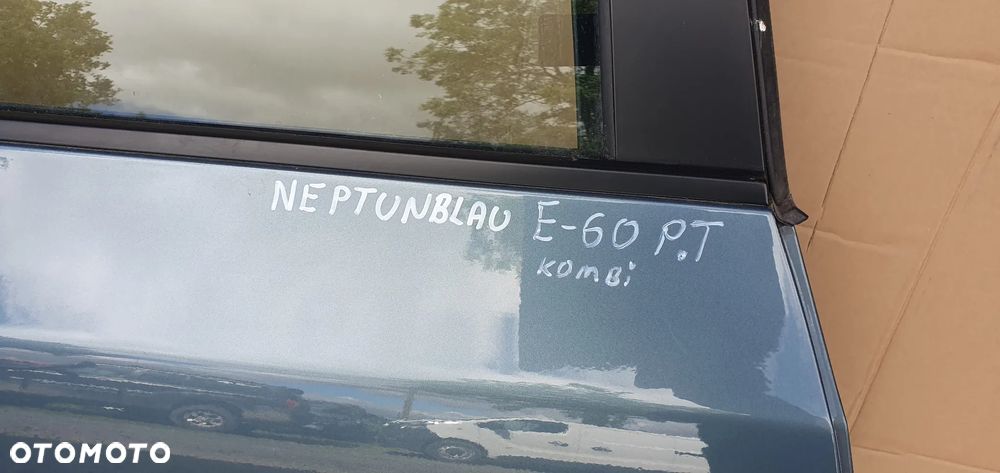 NEPTUNBLAU E-60 P.T
KOMBi
OTOMOTO